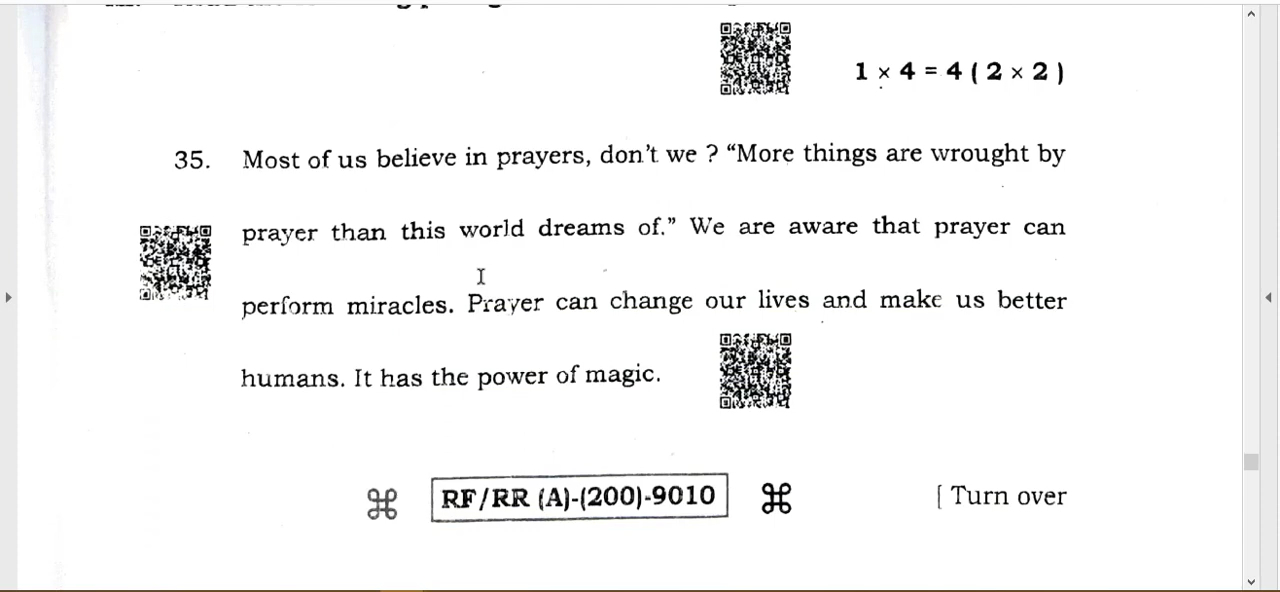 1 × 4 = 4 ( 2 × 2 )
35. Most of us believe in prayers, don't we ? “More things are wrought by
prayer than this world dreams of.” We are aware that prayer can
perform miracles. Prayer can change our lives and make us better
humans. It has the power of magic.
⌘ RF/RR (A)-(200)-9010 ⌘ [ Turn over